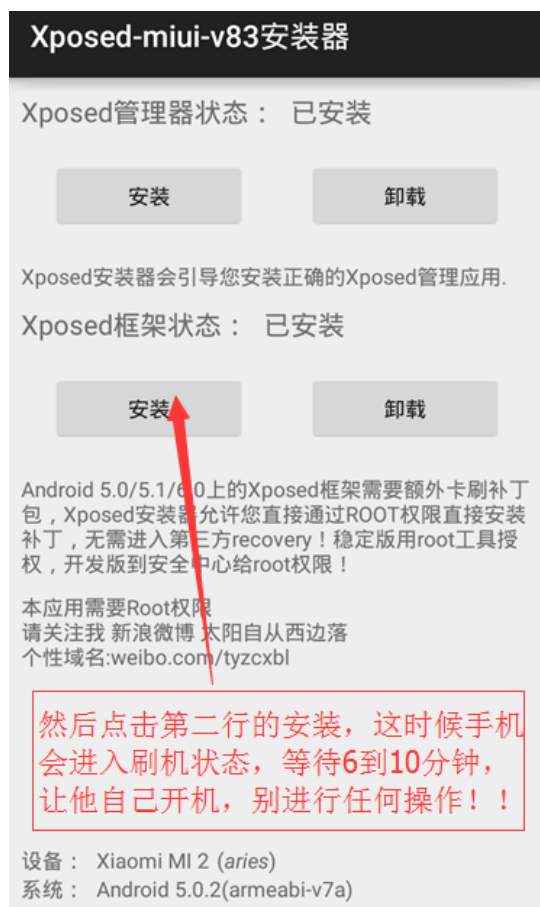 Xposed-miui-v83安装器
Xposed管理器状态： 已安装
安装 卸载
Xposed安装器会引导您安装正确的Xposed管理应用.
Xposed框架状态： 已安装
安装 卸载
Android 5.0/5.1/6.0上的Xposed框架需要额外卡刷补丁
包，Xposed安装器允许您直接通过ROOT权限直接安装
补丁，无需进入第三方recovery！稳定版用root工具授
权，开发版到安全中心给root权限！
本应用需要Root权限
请关注我 新浪微博 太阳自从西边落
个性域名:weibo.com/tyzcxbl
然后点击第二行的安装，这时候手机
会进入刷机状态，等待6到10分钟，
让他自己开机，别进行任何操作！！
设备： Xiaomi MI 2 (aries)
系统： Android 5.0.2(armeabi-v7a)